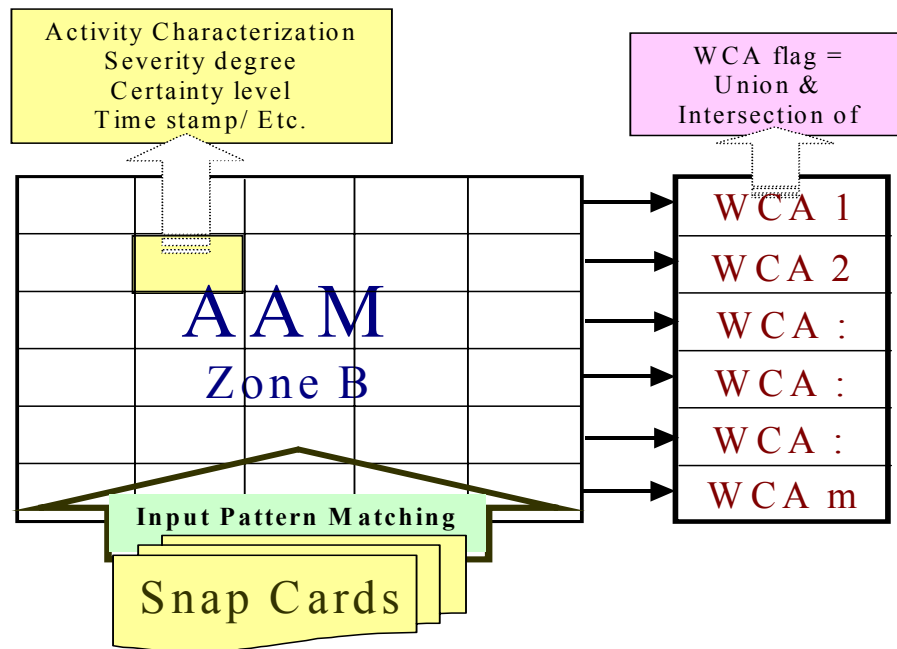 Activity Characterization
Severity degree
Certainty level
Time stamp/ Etc.
WCA flag =
Union &
Intersection of
AAM
Zone B
WCA 1
WCA 2
WCA :
WCA :
WCA :
WCA m
Input Pattern Matching
Snap Cards